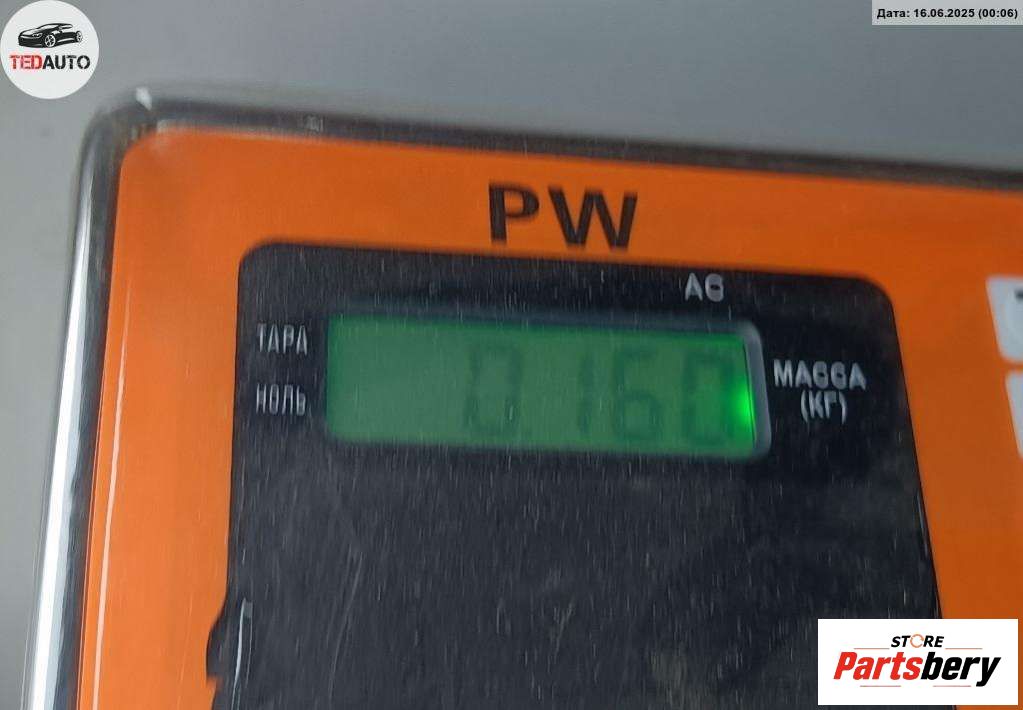 Дата: 16.06.2025 (00:06)
TEDAUTO
PW
A6
ТАРА
НОЛЬ
0.160
МАССА
(КГ)
STORE
Partsbery